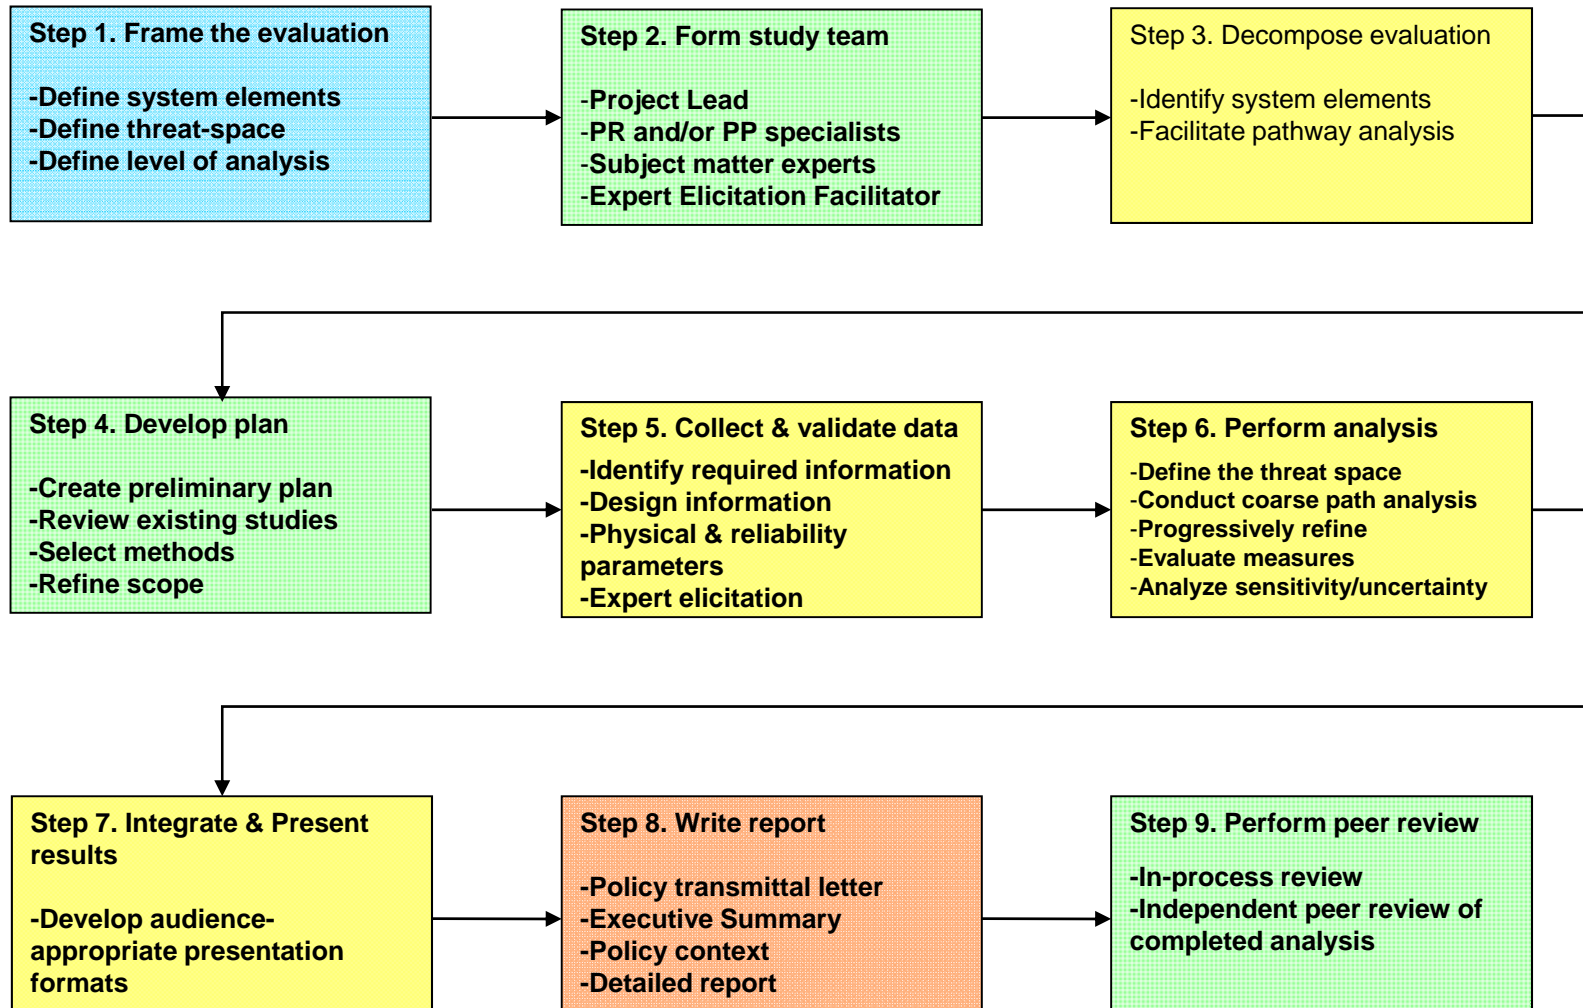 Step 1. Frame the evaluation
-Define system elements
-Define threat-space
-Define level of analysis
Step 2. Form study team
-Project Lead
-PR and/or PP specialists
-Subject matter experts
-Expert Elicitation Facilitator
Step 3. Decompose evaluation
-Identify system elements
-Facilitate pathway analysis
Step 4. Develop plan
-Create preliminary plan
-Review existing studies
-Select methods
-Refine scope
Step 5. Collect & validate data
-Identify required information
-Design information
-Physical & reliability
parameters
-Expert elicitation
Step 6. Perform analysis
-Define the threat space
-Conduct coarse path analysis
-Progressively refine
-Evaluate measures
-Analyze sensitivity/uncertainty
Step 7. Integrate & Present
results
-Develop audience-
appropriate presentation
formats
Step 8. Write report
-Policy transmittal letter
-Executive Summary
-Policy context
-Detailed report
Step 9. Perform peer review
-In-process review
-Independent peer review of
completed analysis